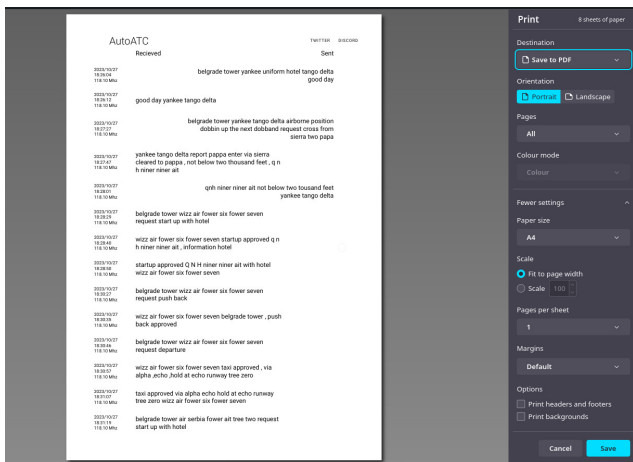 AutoATC
TWITTER DISCORD
Recieved Sent
2023/10/27
18:26:04
118.10 Mhz
belgrade tower yankee uniform hotel tango delta
good day
2023/10/27
18:26:12
118.10 Mhz
good day yankee tango delta
2023/10/27
18:27:27
118.10 Mhz
belgrade tower yankee tango delta airborne position
dobbin up the next dobband request cross from
sierra two papa
2023/10/27
18:27:47
118.10 Mhz
yankee tango delta report pappa enter via sierra
cleared to pappa , not below two thousand feet , q n
h niner niner ait
2023/10/27
18:28:01
118.10 Mhz
qnh niner niner ait not below two tousand feet
yankee tango delta
2023/10/27
18:28:29
118.10 Mhz
belgrade tower wizz air fower six fower seven
request start up with hotel
2023/10/27
18:28:46
118.10 Mhz
wizz air fower six fower seven startup approved q n
h niner niner ait , information hotel
2023/10/27
118.10 Mhz
startup approved Q N H niner niner ait with hotel
wizz air fower six fower seven
2023/10/27
18:30:27
118.10 Mhz
belgrade tower wizz air fower six fower seven
request push back
2023/10/27
118.10 Mhz
wizz air fower six fower seven belgrade tower , push
back approved
2023/10/27
18:30:46
118.10 Mhz
belgrade tower wizz air fower six fower seven
request departure
2023/10/27
18:30:57
118.10 Mhz
wizz air fower six fower seven taxi approved , via
alpha ,echo ,hold at echo runway tree zero
2023/10/27
18:31:07
118.10 Mhz
taxi approved via alpha echo hold at echo runway
tree zero wizz air fower six fower seven
2023/10/27
18:31:19
118.10 Mhz
belgrade tower air serbia fower ait tree two request
start up with hotel
Print 8 sheets of paper
Destination
Save to PDF
Orientation
Portrait Landscape
Pages
All
Colour mode
Colour
Fewer settings
Paper size
A4
Scale
Fit to page width
Scale 100
Pages per sheet
1
Margins
Default
Options
Print headers and footers
Print backgrounds
Cancel Save